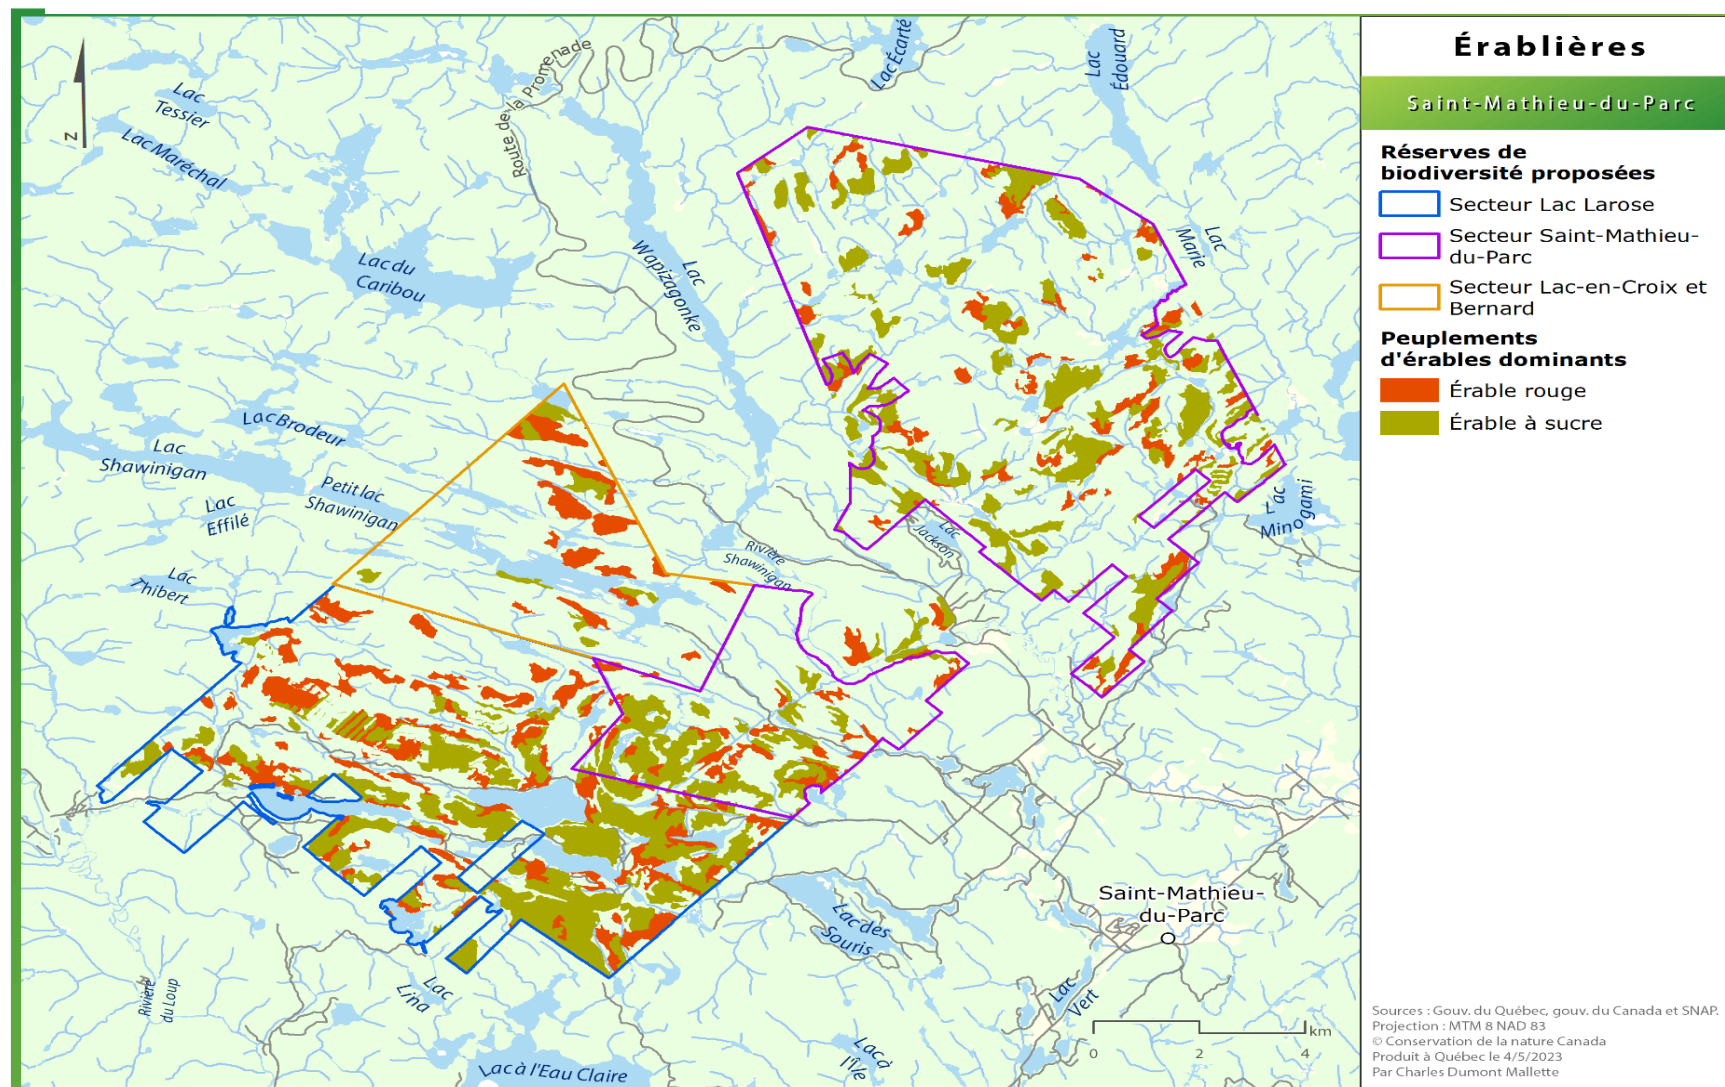 Érablières
Saint-Mathieu-du-Parc
Réserves de
biodiversité proposées
Secteur Lac Larose
Secteur Saint-Mathieu-
du-Parc
Secteur Lac-en-Croix et
Bernard
Peuplements
d'érables dominants
Érable rouge
Érable à sucre
Sources : Gouv. du Québec, gouv. du Canada et SNAP.
Projection : MTM 8 NAD 83
© Conservation de la nature Canada
Produit à Québec le 4/5/2023
Par Charles Dumont Mallette
N
Route de la Promenade
Lac Écarté
Lac
Édouard
Lac
Tessier
Lac Maréchal
Lac du
Caribou
Lac
Wapizagonke
Lac
Marie
Lac Brodeur
Lac
Shawinigan
Petit lac
Shawinigan
Lac
Effilé
Lac
Thibert
Rivière
Shawinigan
Lac
Jackson
Lac
Minogami
Saint-Mathieu-
du-Parc
Lac des
Souris
Lac
Vert
Lac
Lina
Rivière
du Loup
Lac à
l'Île
Lac à l'Eau Claire
km
0
2
4